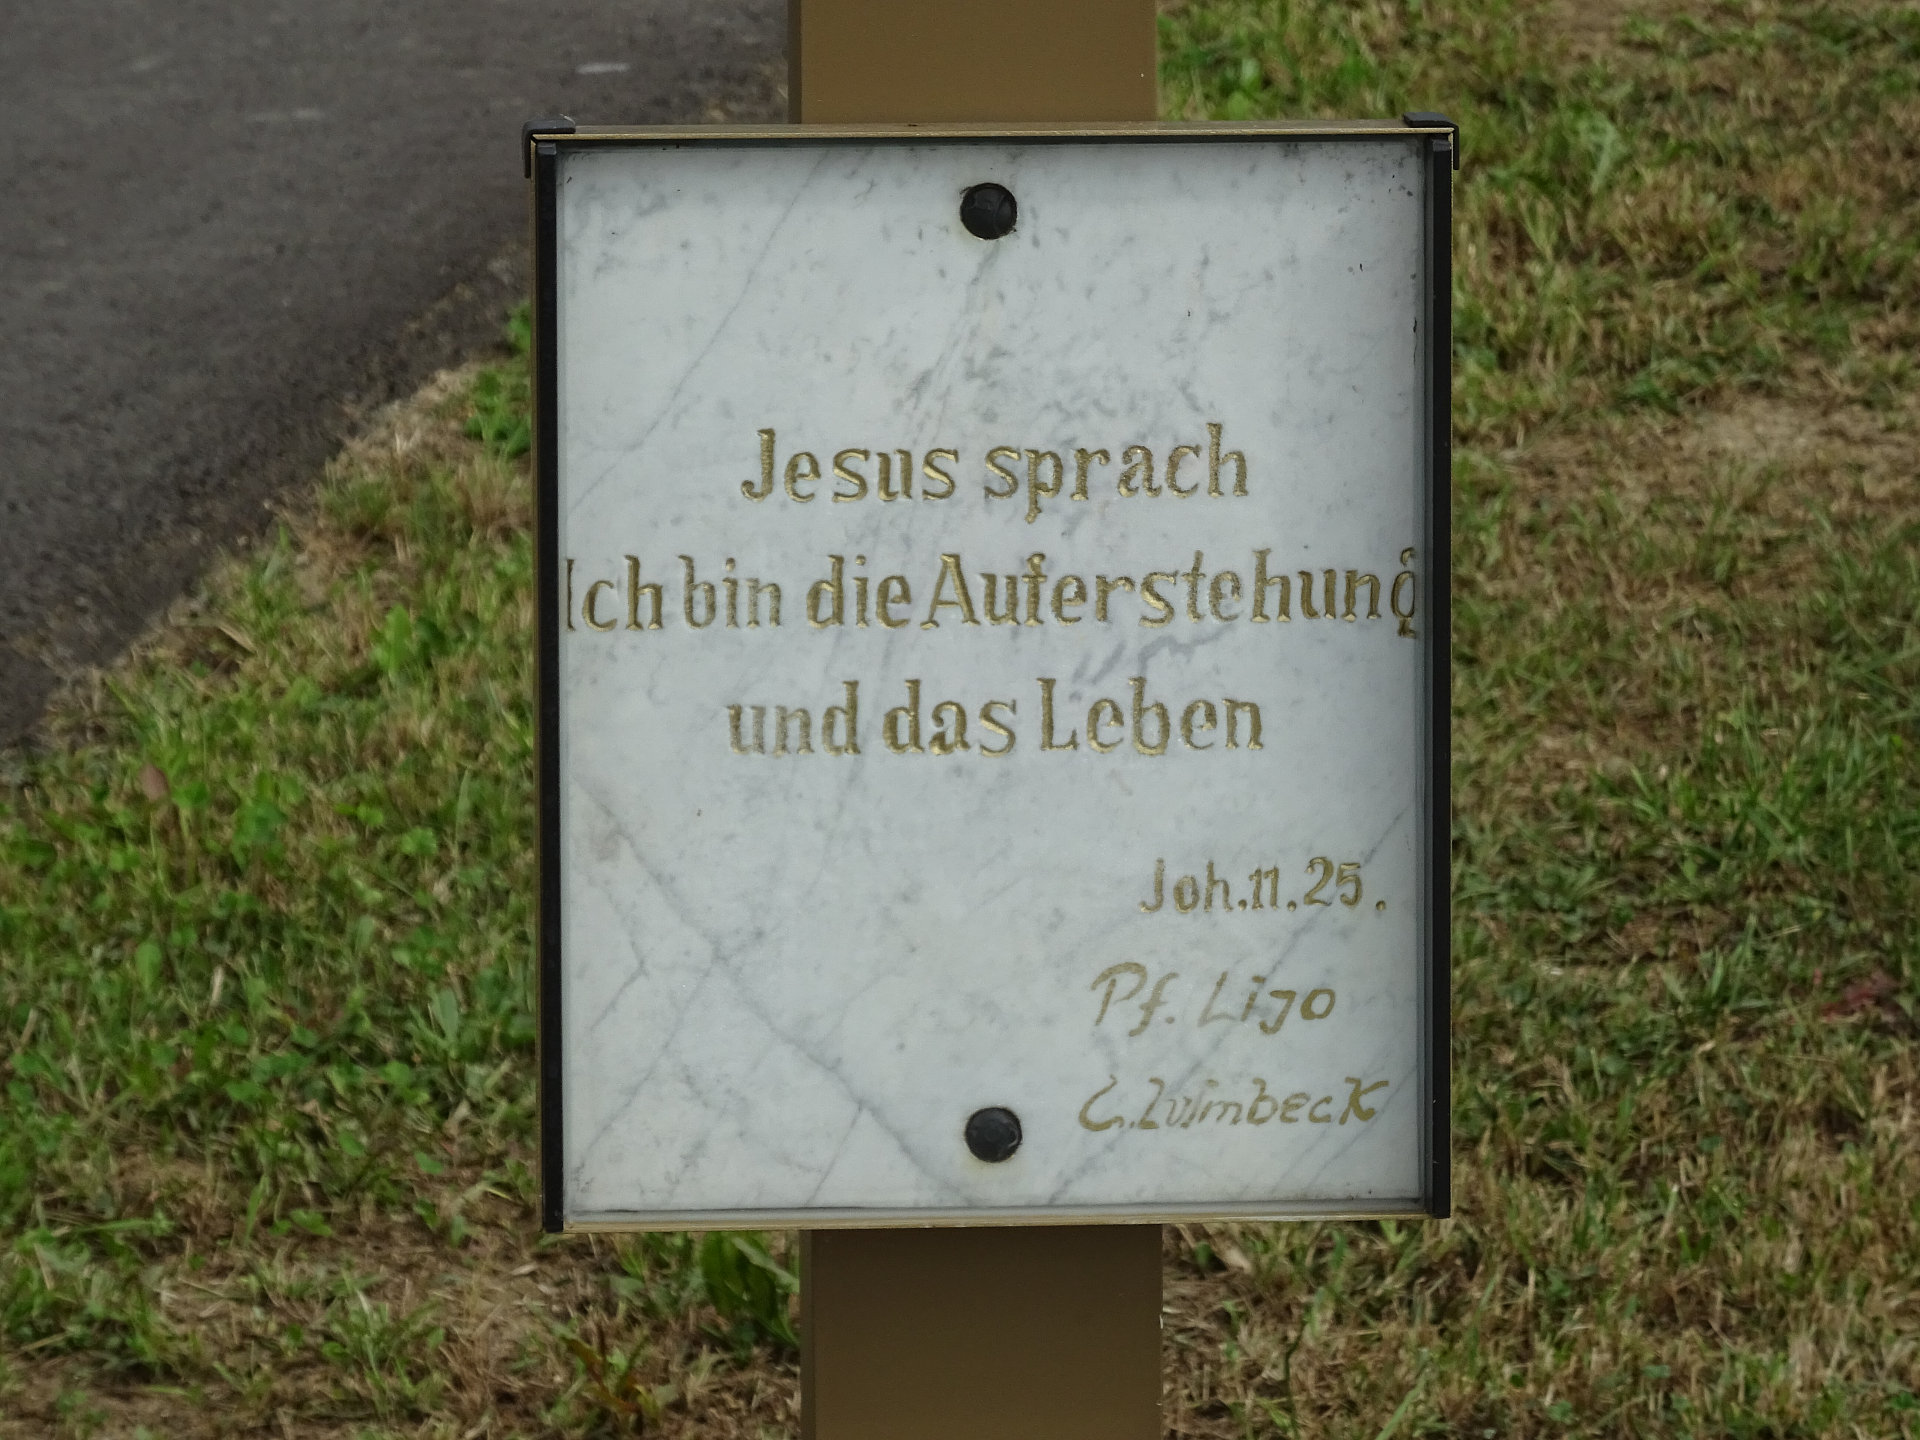 Jesus sprach
Ich bin die Auferstehung
und das Leben
Joh.11.25.
Pf. Lijo